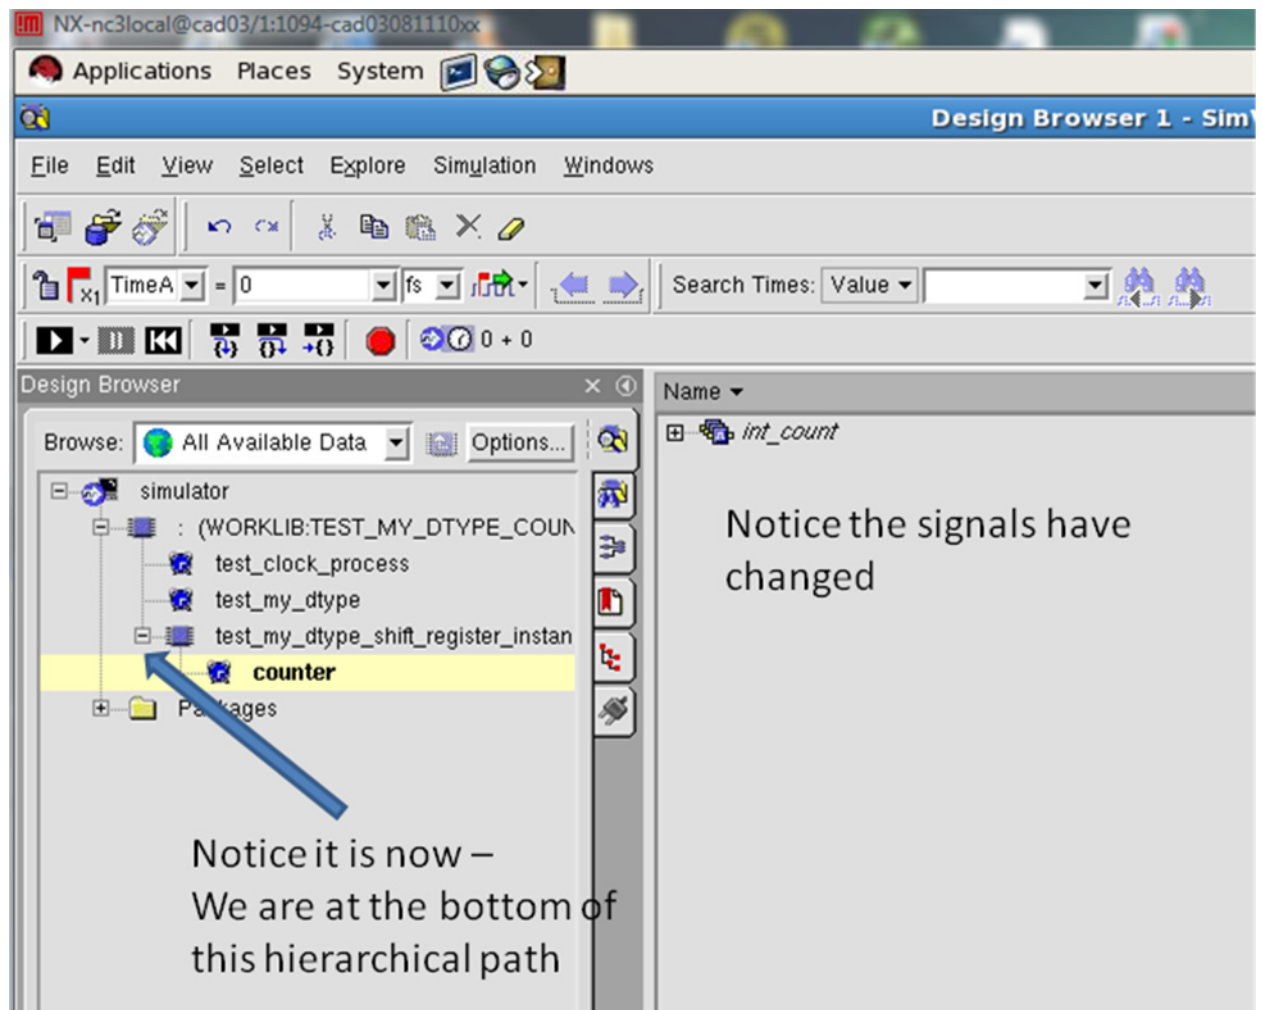 NX-nc3local@cad03/1:1094-cad03081110xx
Applications Places System
Design Browser 1 - Sim
File Edit View Select Explore Simulation Windows
X1 TimeA = 0 fs Search Times: Value
0 + 0
Design Browser
Name
Browse: All Available Data Options...
int_count
simulator
: (WORKLIB:TEST_MY_DTYPE_COUN
test_clock_process
test_my_dtype
test_my_dtype_shift_register_instan
counter
Packages
Notice the signals have
changed
Notice it is now –
We are at the bottom of
this hierarchical path